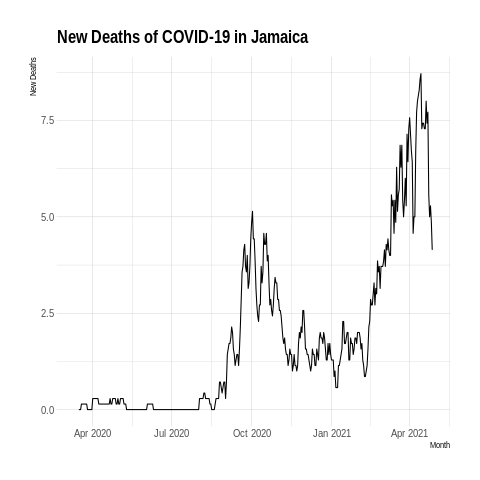 New Deaths of COVID-19 in Jamaica
New Deaths
7.5
5.0
2.5
0.0
Apr 2020 Jul 2020 Oct 2020 Jan 2021 Apr 2021
Month